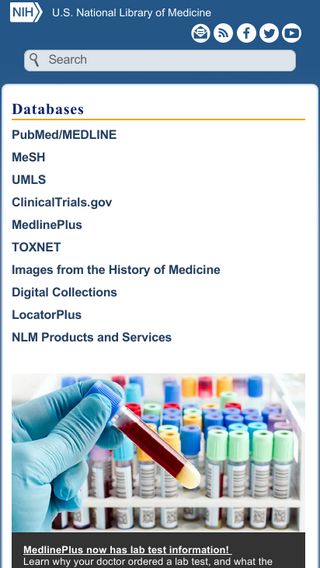 NIH U.S. National Library of Medicine
Search
Databases
PubMed/MEDLINE
MeSH
UMLS
ClinicalTrials.gov
MedlinePlus
TOXNET
Images from the History of Medicine
Digital Collections
LocatorPlus
NLM Products and Services
MedlinePlus now has lab test information!
Learn why your doctor ordered a lab test, and what the